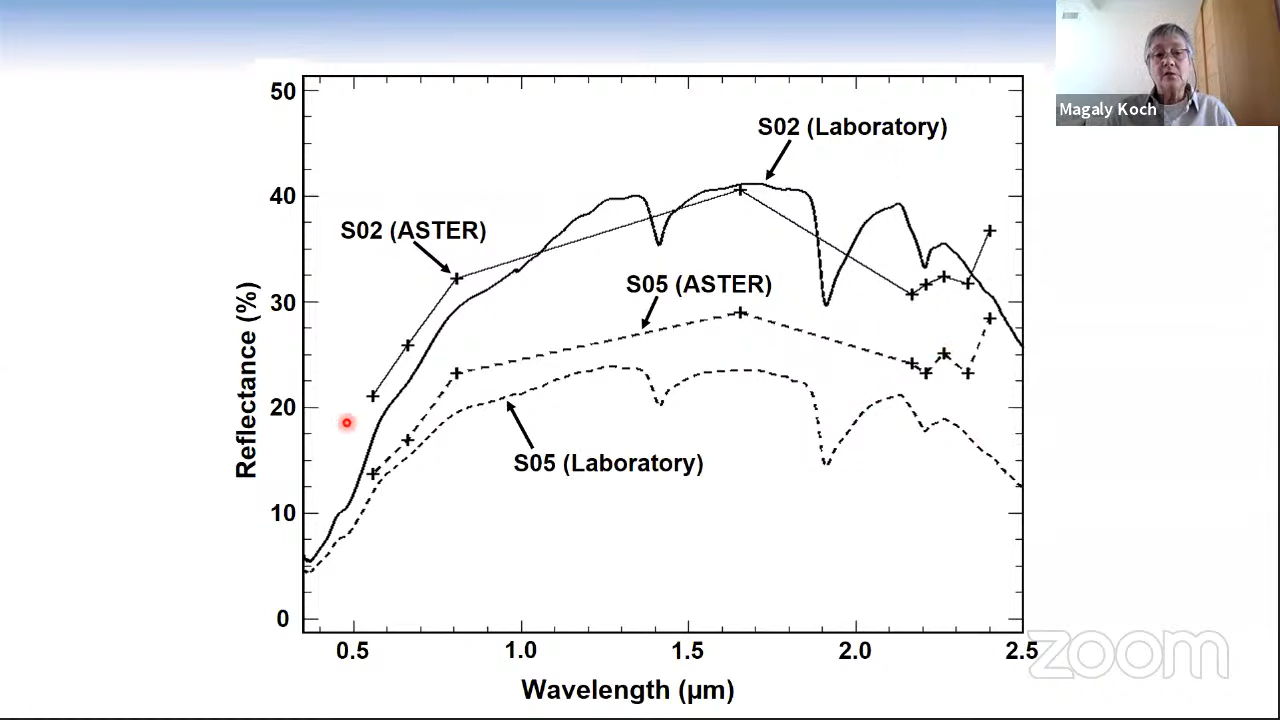 Magaly Koch
50
40
30
20
10
0
Reflectance (%)
S02 (Laboratory)
S02 (ASTER)
S05 (ASTER)
S05 (Laboratory)
0.5 1.0 1.5 2.0 2.5
Wavelength (μm)
zoom